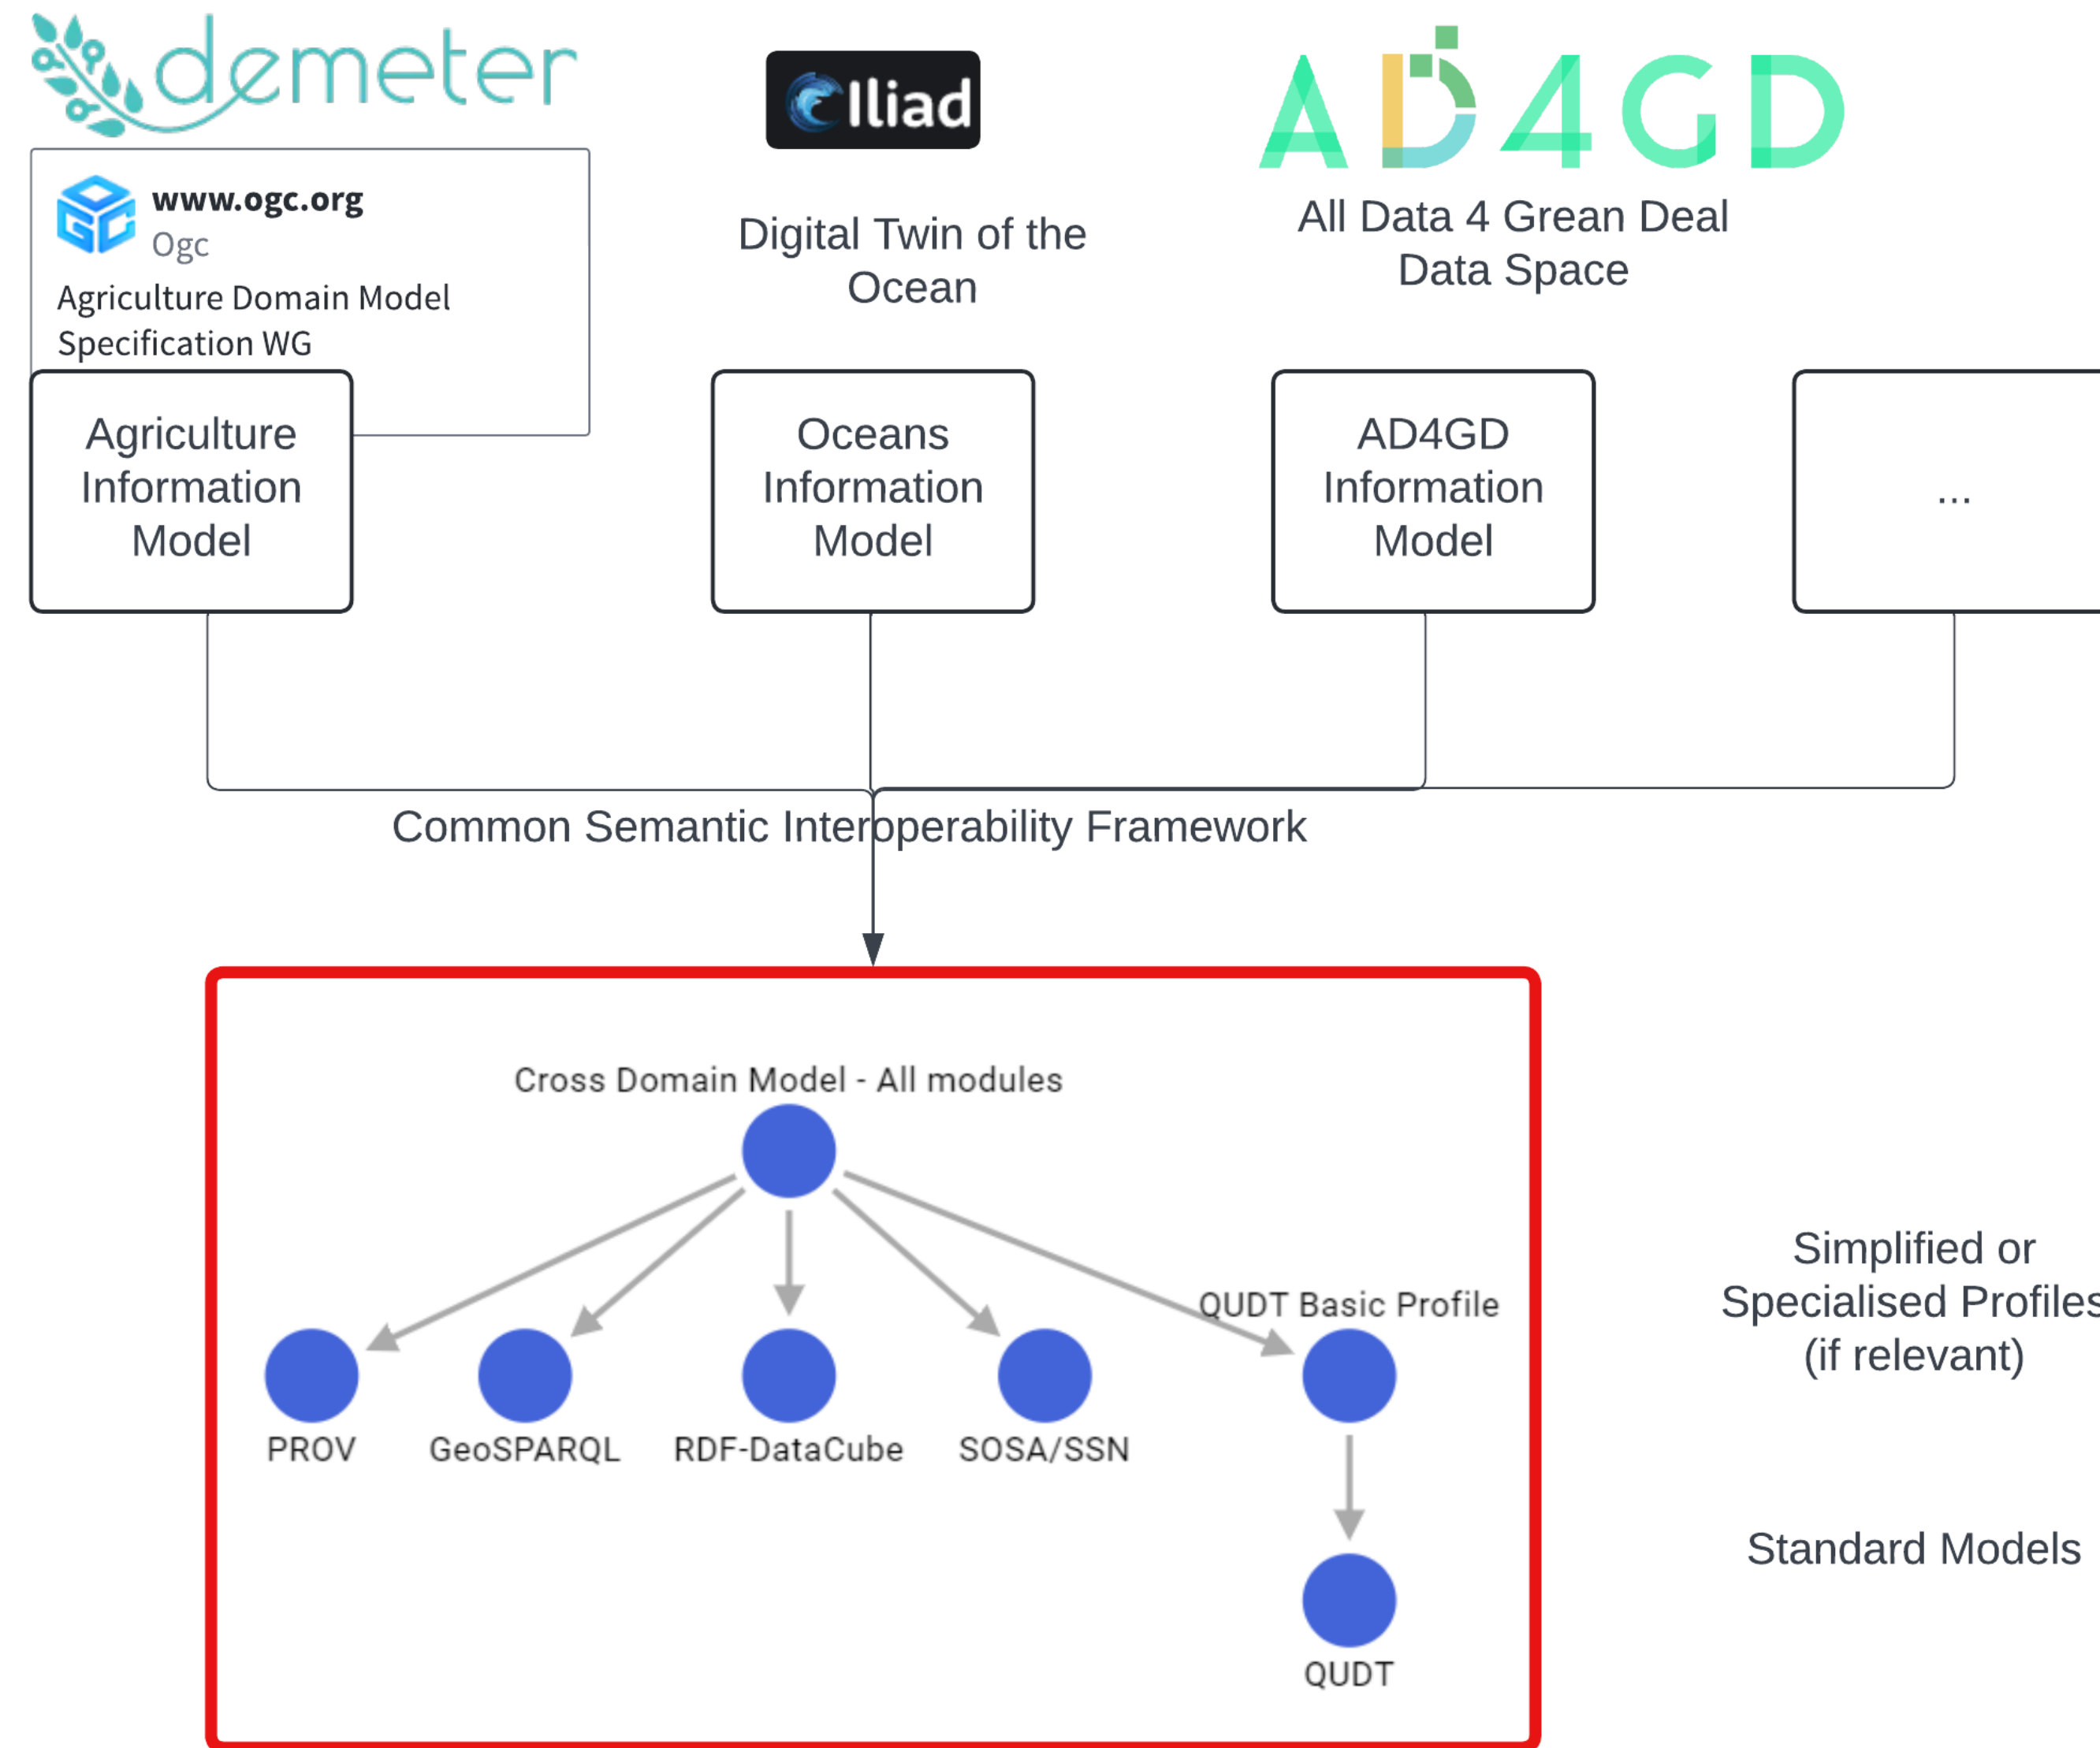 demeter
Iliad
AD4GD
www.ogc.org
Ogc
Agriculture Domain Model
Specification WG
Digital Twin of the
Ocean
All Data 4 Grean Deal
Data Space
Agriculture
Information
Model
Oceans
Information
Model
AD4GD
Information
Model
...
Common Semantic Interoperability Framework
Cross Domain Model - All modules
QUDT Basic Profile
PROV
GeoSPARQL
RDF-DataCube
SOSA/SSN
QUDT
Simplified or
Specialised Profiles
(if relevant)
Standard Models